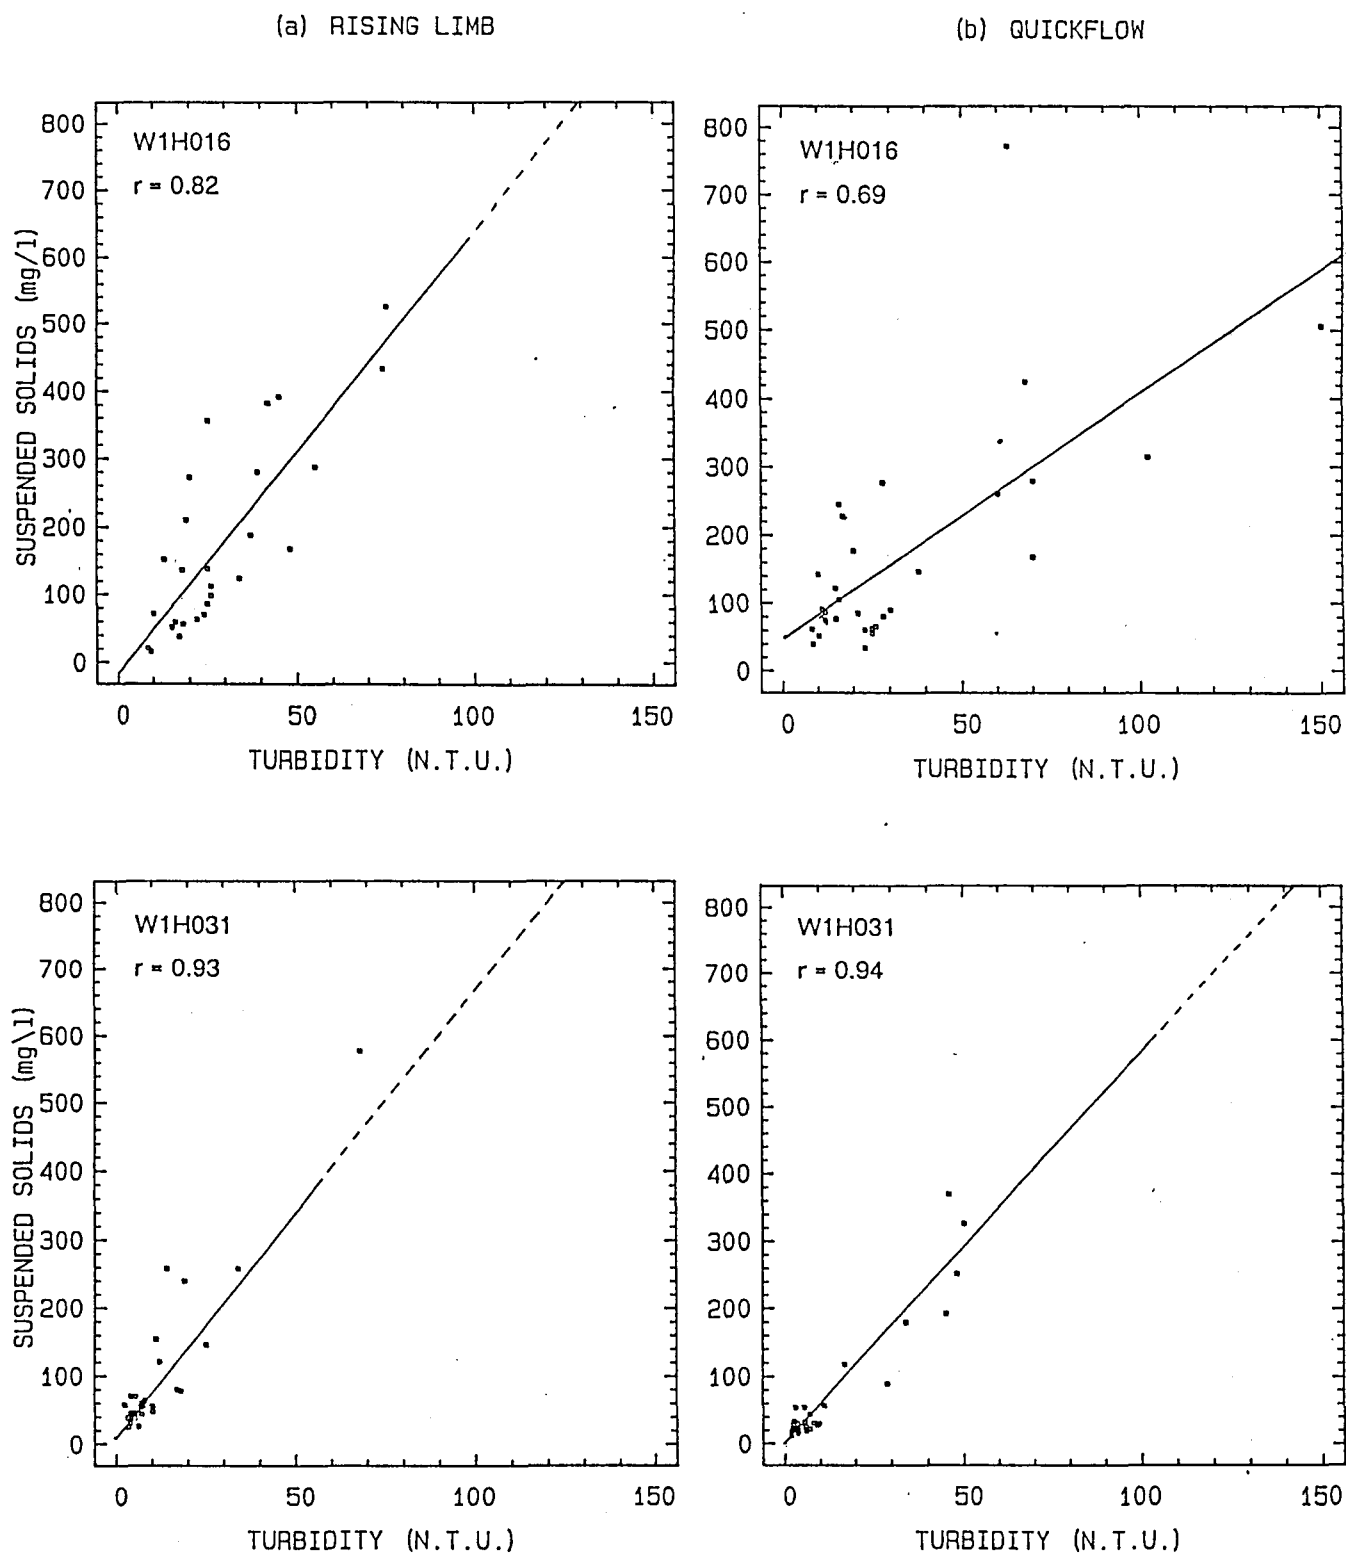 (a) RISING LIMB
(b) QUICKFLOW
W1H016
r = 0.82
800
700
600
500
400
300
200
100
0
SUSPENDED SOLIDS (mg/l)
0 50 100 150
TURBIDITY (N.T.U.)
W1H016
r = 0.69
800
700
600
500
400
300
200
100
0
0 50 100 150
TURBIDITY (N.T.U.)
W1H031
r = 0.93
800
700
600
500
400
300
200
100
0
SUSPENDED SOLIDS (mg\l)
0 50 100 150
TURBIDITY (N.T.U.)
W1H031
r = 0.94
800
700
600
500
400
300
200
100
0
0 50 100 150
TURBIDITY (N.T.U.)